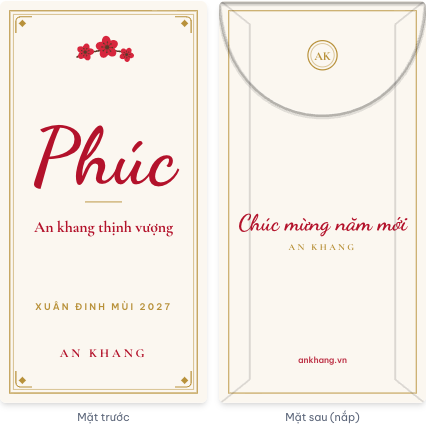 Phúc
An khang thịnh vượng
XUÂN ĐINH MÙI 2027
AN KHANG
Mặt trước
AK
Chúc mừng năm mới
AN KHANG
ankhang.vn
Mặt sau (nắp)